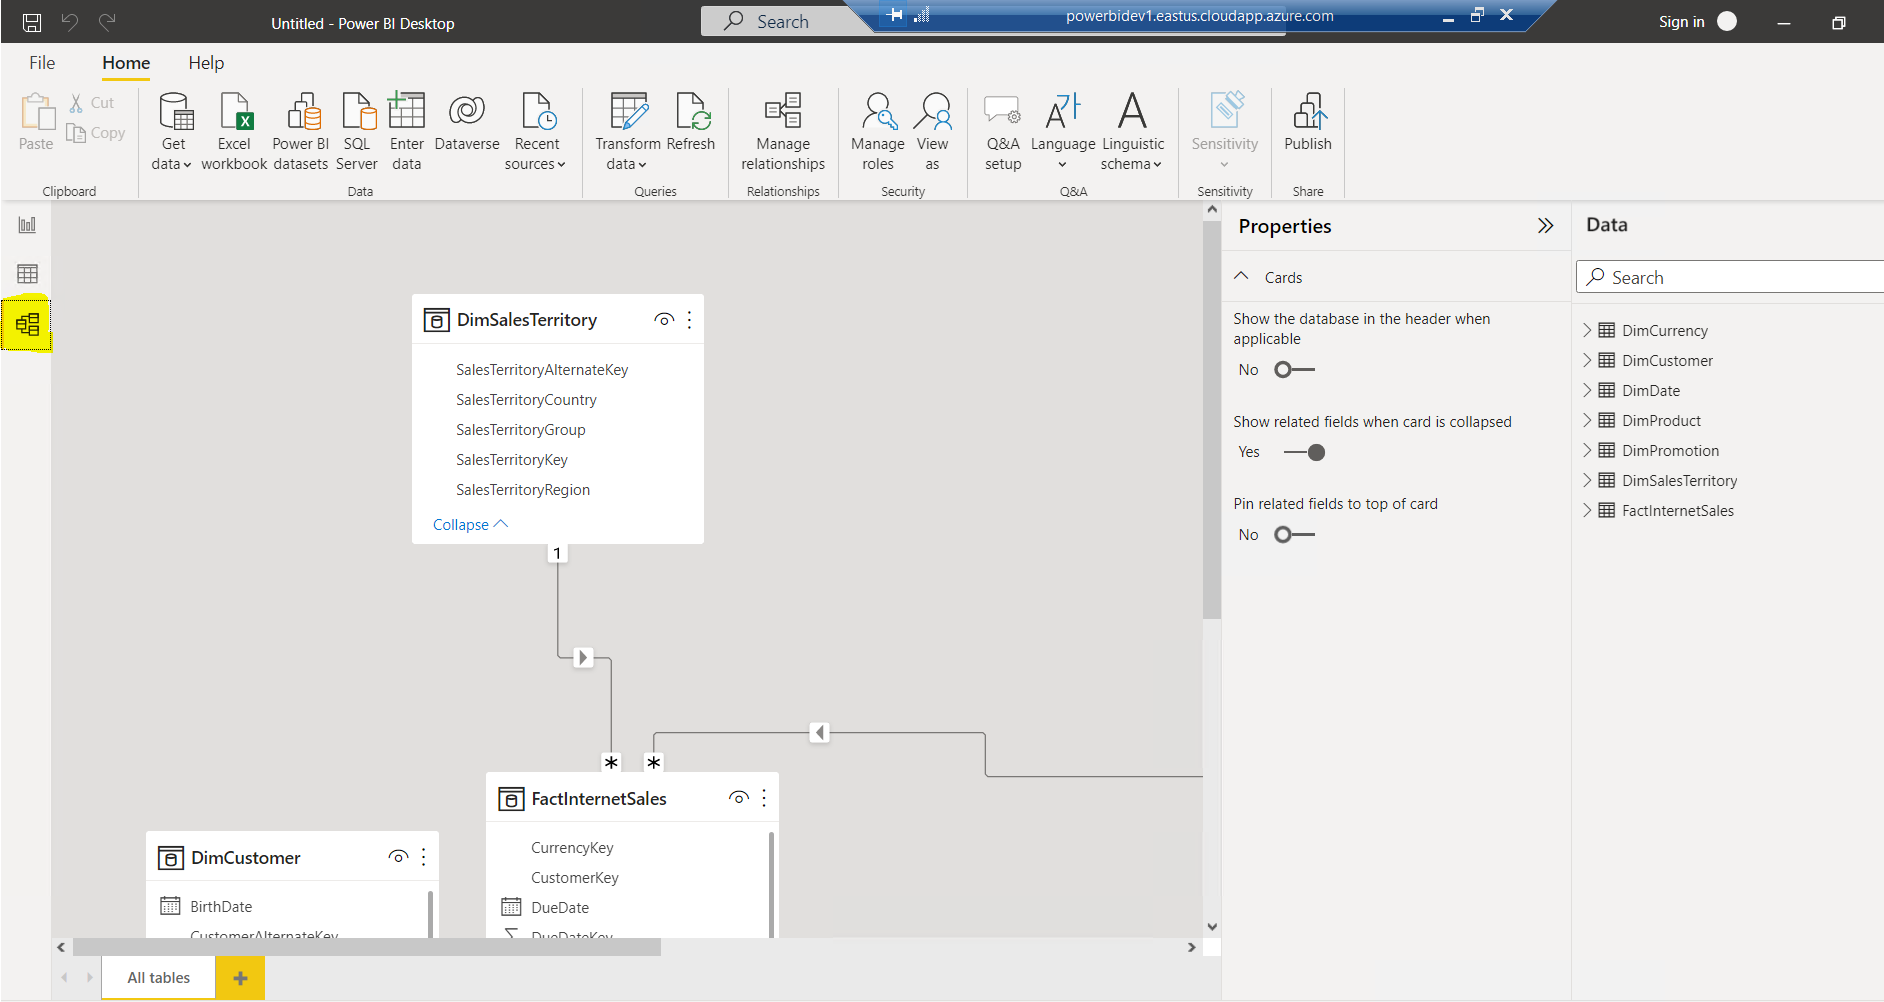 Untitled - Power BI Desktop
Search
powerbidev1.eastus.cloudapp.azure.com
Sign in
File
Home
Help
Paste
Cut
Copy
Clipboard
Get data
Excel workbook
Power BI datasets
SQL Server
Enter data
Dataverse
Recent sources
Data
Transform data
Refresh
Queries
Manage relationships
Relationships
Manage roles
View as
Security
Q&A setup
Language
Linguistic schema
Q&A
Sensitivity
Sensitivity
Publish
Share
DimSalesTerritory
SalesTerritoryAlternateKey
SalesTerritoryCountry
SalesTerritoryGroup
SalesTerritoryKey
SalesTerritoryRegion
Collapse
1
*
*
FactInternetSales
CurrencyKey
CustomerKey
DueDate
DueDateKey
DimCustomer
BirthDate
CustomerAlternateKey
All tables
+
Properties
Cards
Show the database in the header when
applicable
No
Show related fields when card is collapsed
Yes
Pin related fields to top of card
No
Data
Search
DimCurrency
DimCustomer
DimDate
DimProduct
DimPromotion
DimSalesTerritory
FactInternetSales